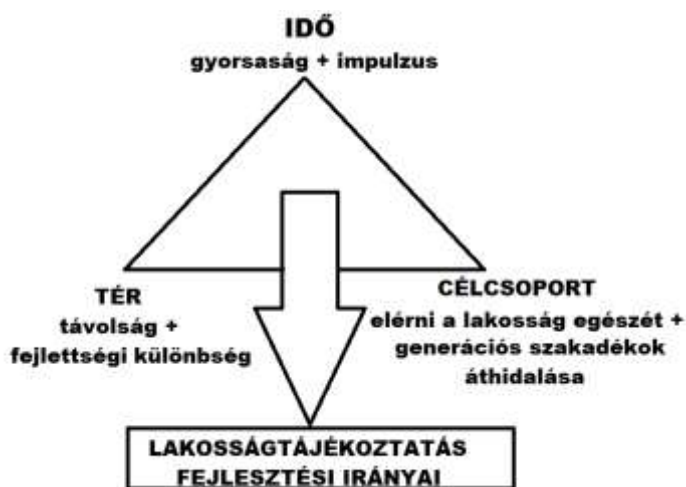 IDŐ
gyorsaság + impulzus
TÉR
távolság +
fejlettségi különbség
CÉLCSOPORT
elérni a lakosság egészét +
generációs szakadékok
áthidalása
LAKOSSÁGTÁJÉKOZTATÁS
FEJLESZTÉSI IRÁNYAI